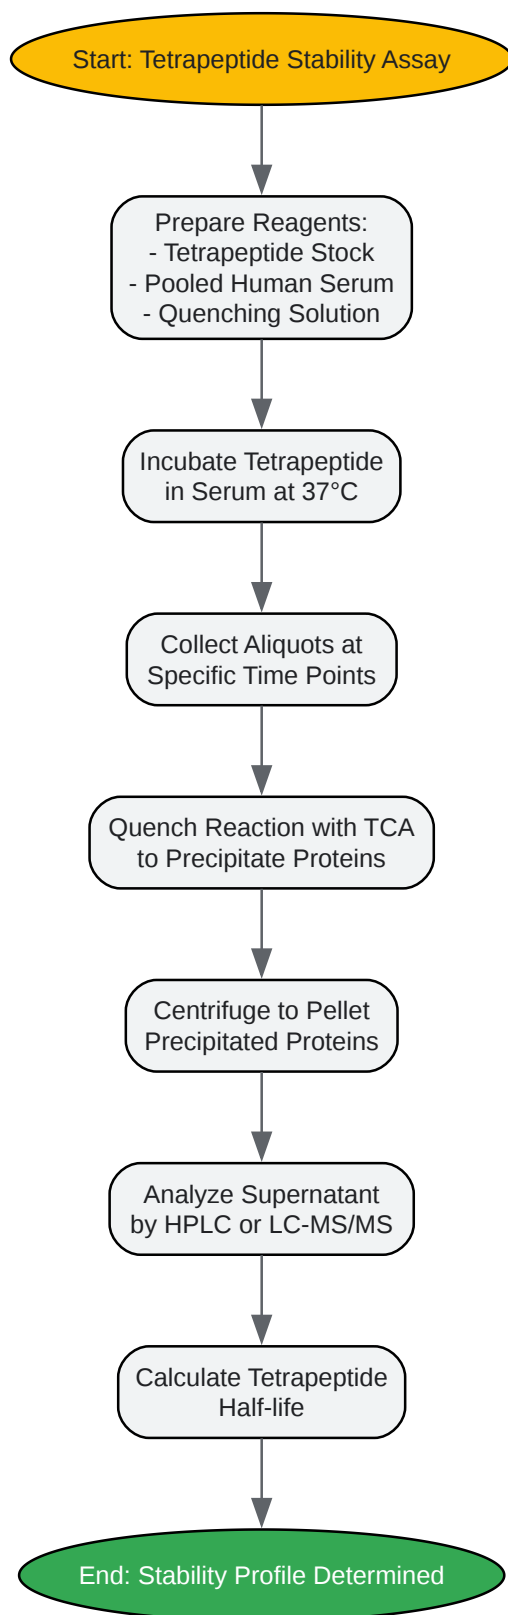 Start: Tetrapeptide Stability Assay
Prepare Reagents:
- Tetrapeptide Stock
- Pooled Human Serum
- Quenching Solution
Incubate Tetrapeptide
in Serum at 37°C
Collect Aliquots at
Specific Time Points
Quench Reaction with TCA
to Precipitate Proteins
Centrifuge to Pellet
Precipitated Proteins
Analyze Supernatant
by HPLC or LC-MS/MS
Calculate Tetrapeptide
Half-life
End: Stability Profile Determined